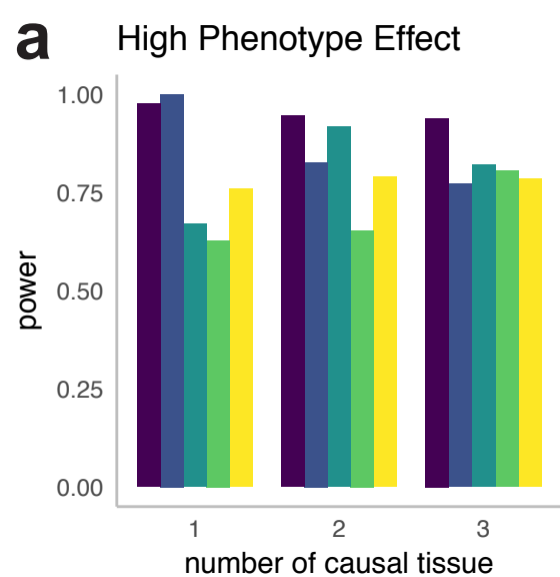 a High Phenotype Effect
1.00
0.75
0.50
0.25
0.00
power
1 2 3
number of causal tissue